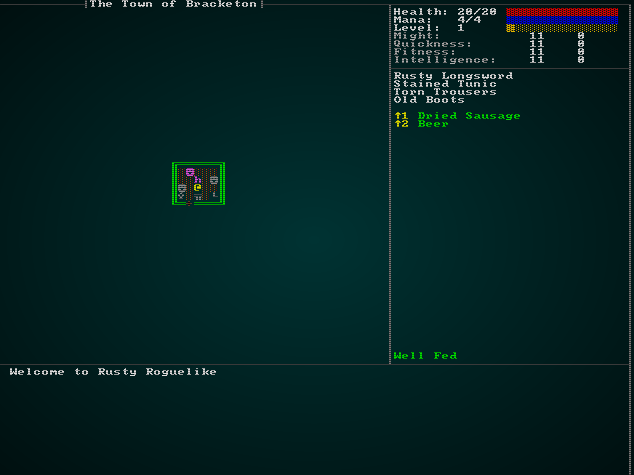 The Town of Bracketon
Health: 20/20
Mana: 4/4
Level: 1
Might: 11 0
Quickness: 11 0
Fitness: 11 0
Intelligence: 11 0
Rusty Longsword
Stained Tunic
Torn Trousers
Old Boots
↑1 Dried Sausage
↑2 Beer
Well Fed
Welcome to Rusty Roguelike